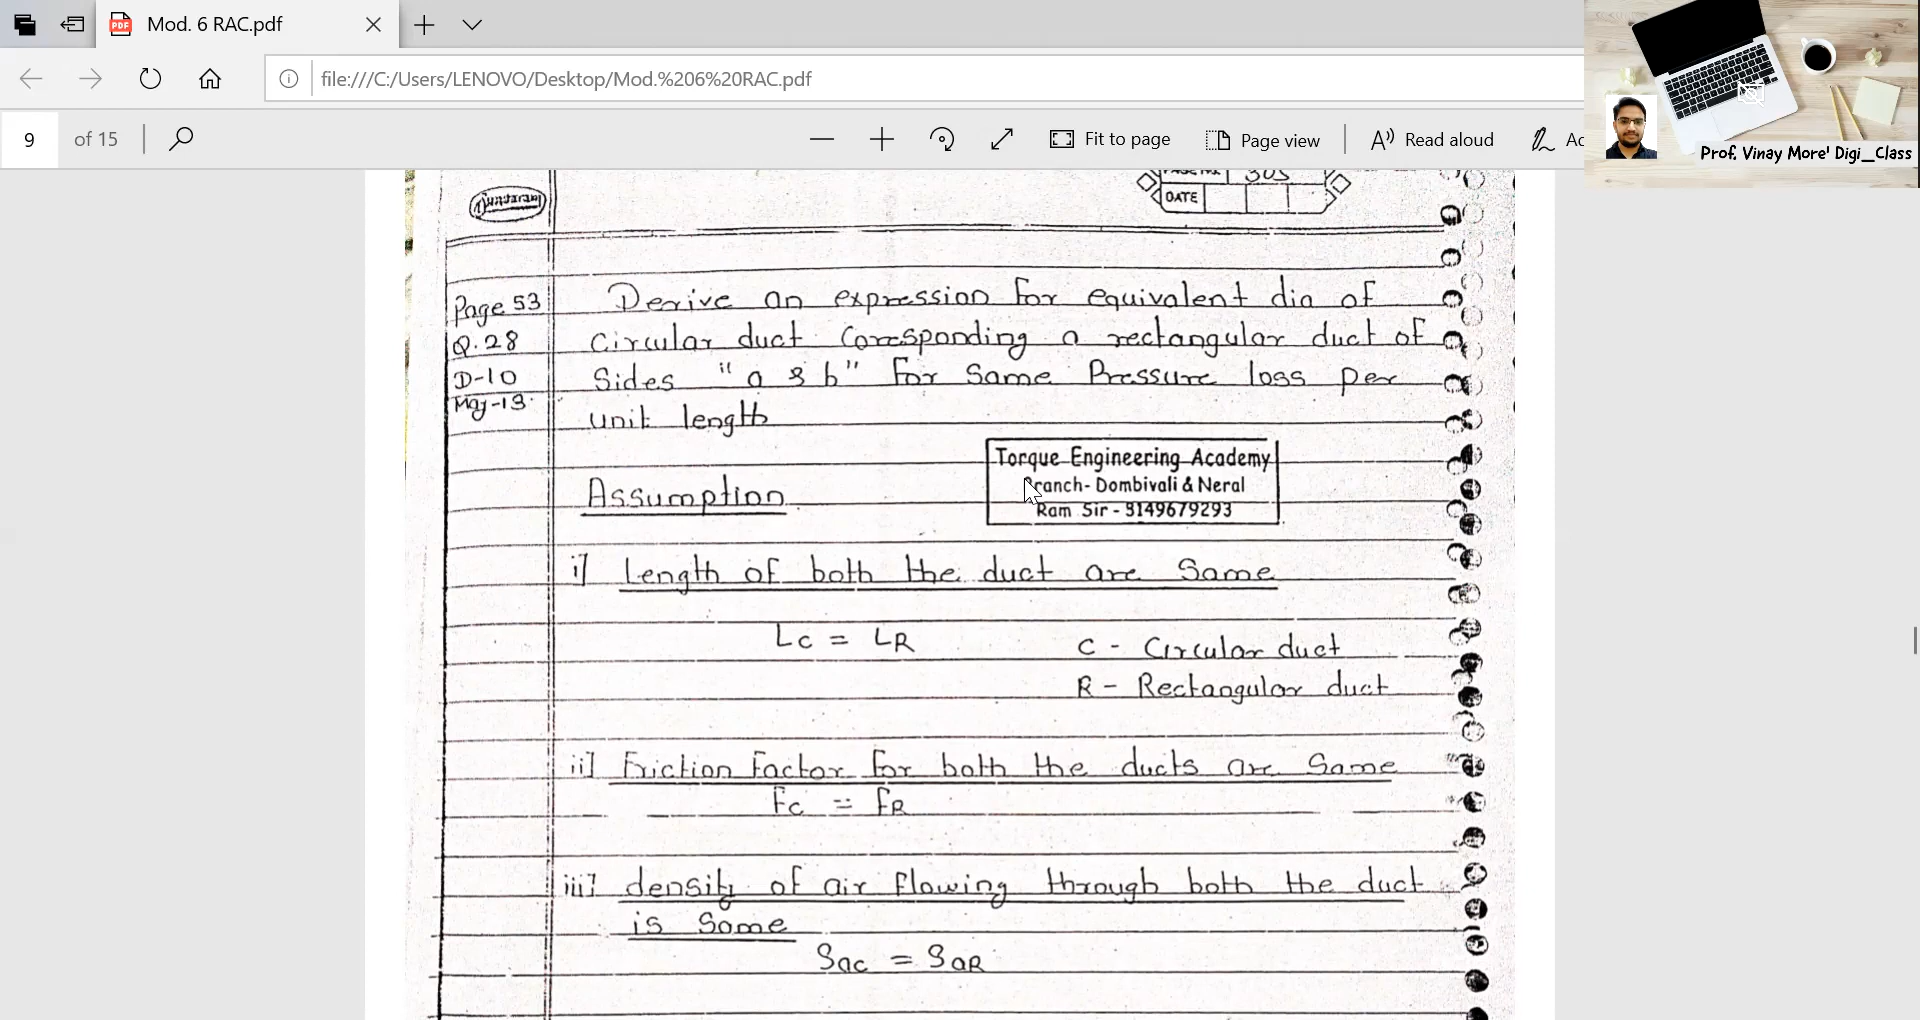 Mod. 6 RAC.pdf
file:///C:/Users/LENOVO/Desktop/Mod.%206%20RAC.pdf
9 of 15
Fit to page
Page view
Read aloud
Prof. Vinay More' Digi_Class
305
DATE
Page 53
Q.28
D-10
May-13
Derive an expression for equivalent dia of
Circular duct Coresponding a rectangular duct of
Sides "a & b" for Same Pressure loss per
unit length
Torque Engineering Academy
Branch- Dombivali & Neral
Ram Sir - 9149679293
Assumption
i] Length of both the duct are Same
Lc = LR
C - Circular duct
R - Rectangular duct
ii] Friction Factor for both the ducts are Same
Fc = FR
iii] density of air flowing through both the duct
is Same
ρac = ρaR